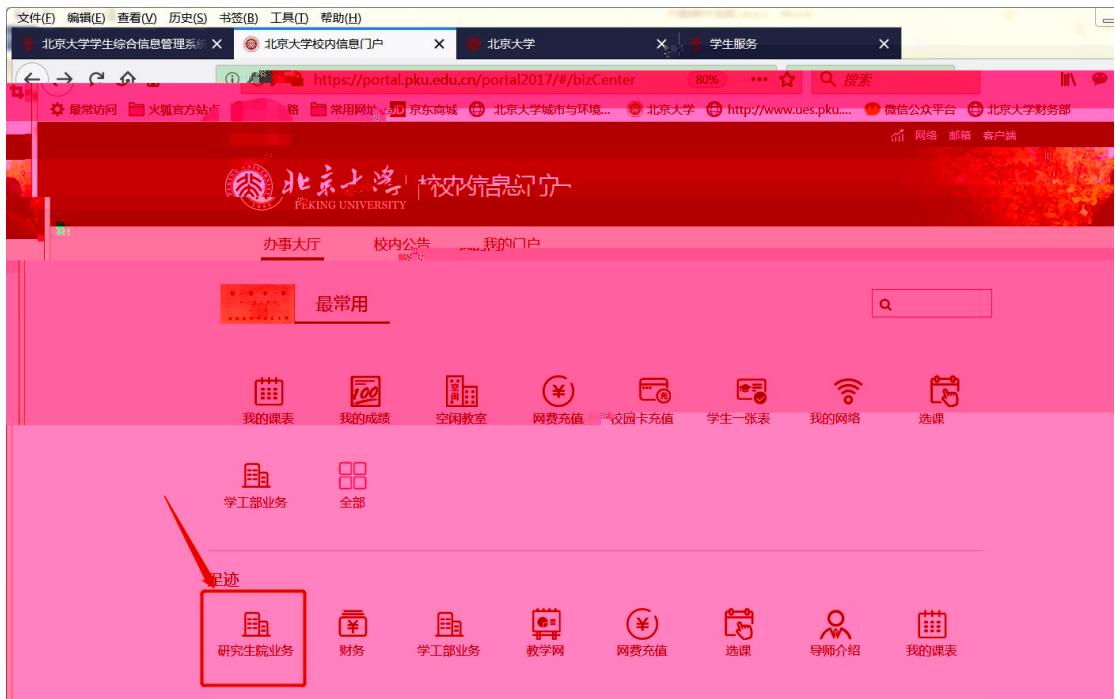 文件(F) 编辑(E) 查看(V) 历史(S) 书签(B) 工具(T) 帮助(H)
北京大学学生综合信息管理系统 北京大学校内信息门户 北京大学 学生服务
https://portal.pku.edu.cn/portal2017/#/bizCenter 80% 搜索
最常访问 火狐官方站点 常用网址 JD 京东商城 北京大学城市与环境... 北京大学 http://www.ues.pku.... 微信公众平台 北京大学财务部
网络 邮箱 客户端
北京大学 校内信息门户
PEKING UNIVERSITY
办事大厅 校内公告 我的门户
最常用
我的课表 我的成绩 空闲教室 网费充值 校园卡充值 学生一张表 我的网络 选课
学工部业务 全部
足迹
研究生院业务 财务 学工部业务 教学网 网费充值 选课 导师介绍 我的课表